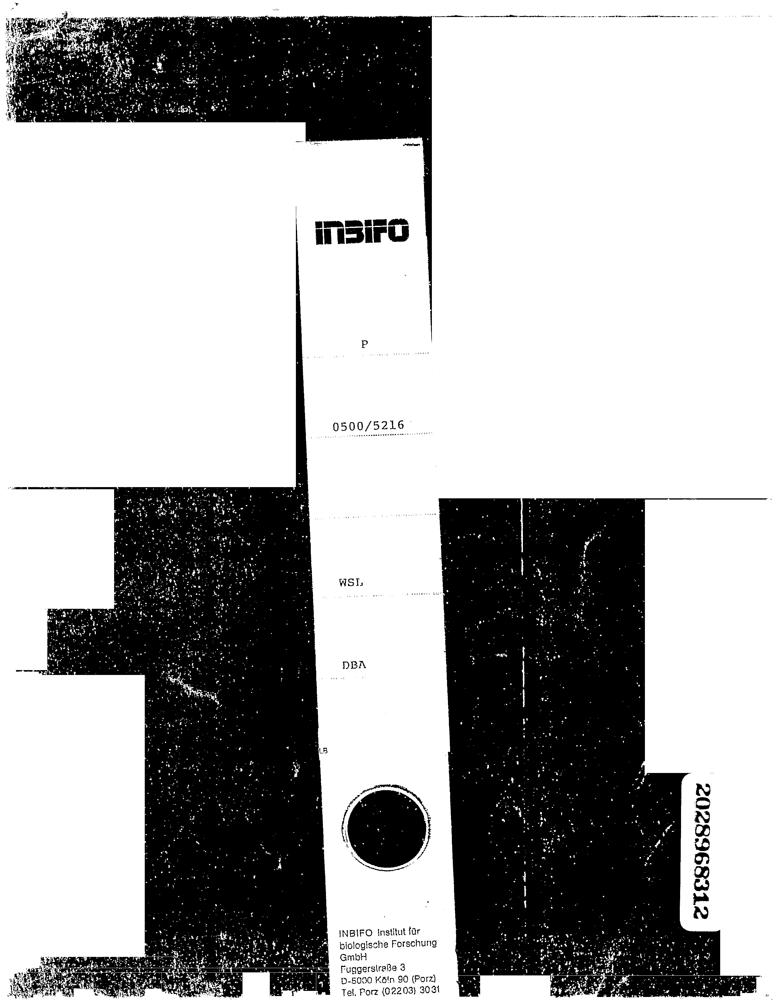 INBIFO
P
0500/5216
WSL
DBA
LB
2028968312
INBIFO Institut für
biologische Forschung
GmbH
Fuggerstraße 3
D-5000 Köln 90 (Porz)
Tel. Porz (02203) 3031